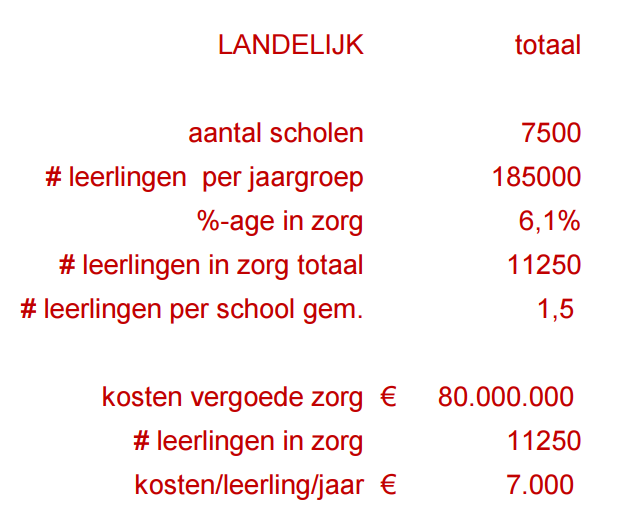 LANDELIJK totaal
aantal scholen 7500
# leerlingen per jaargroep 185000
%-age in zorg 6,1%
# leerlingen in zorg totaal 11250
# leerlingen per school gem. 1,5
kosten vergoede zorg € 80.000.000
# leerlingen in zorg 11250
kosten/leerling/jaar € 7.000